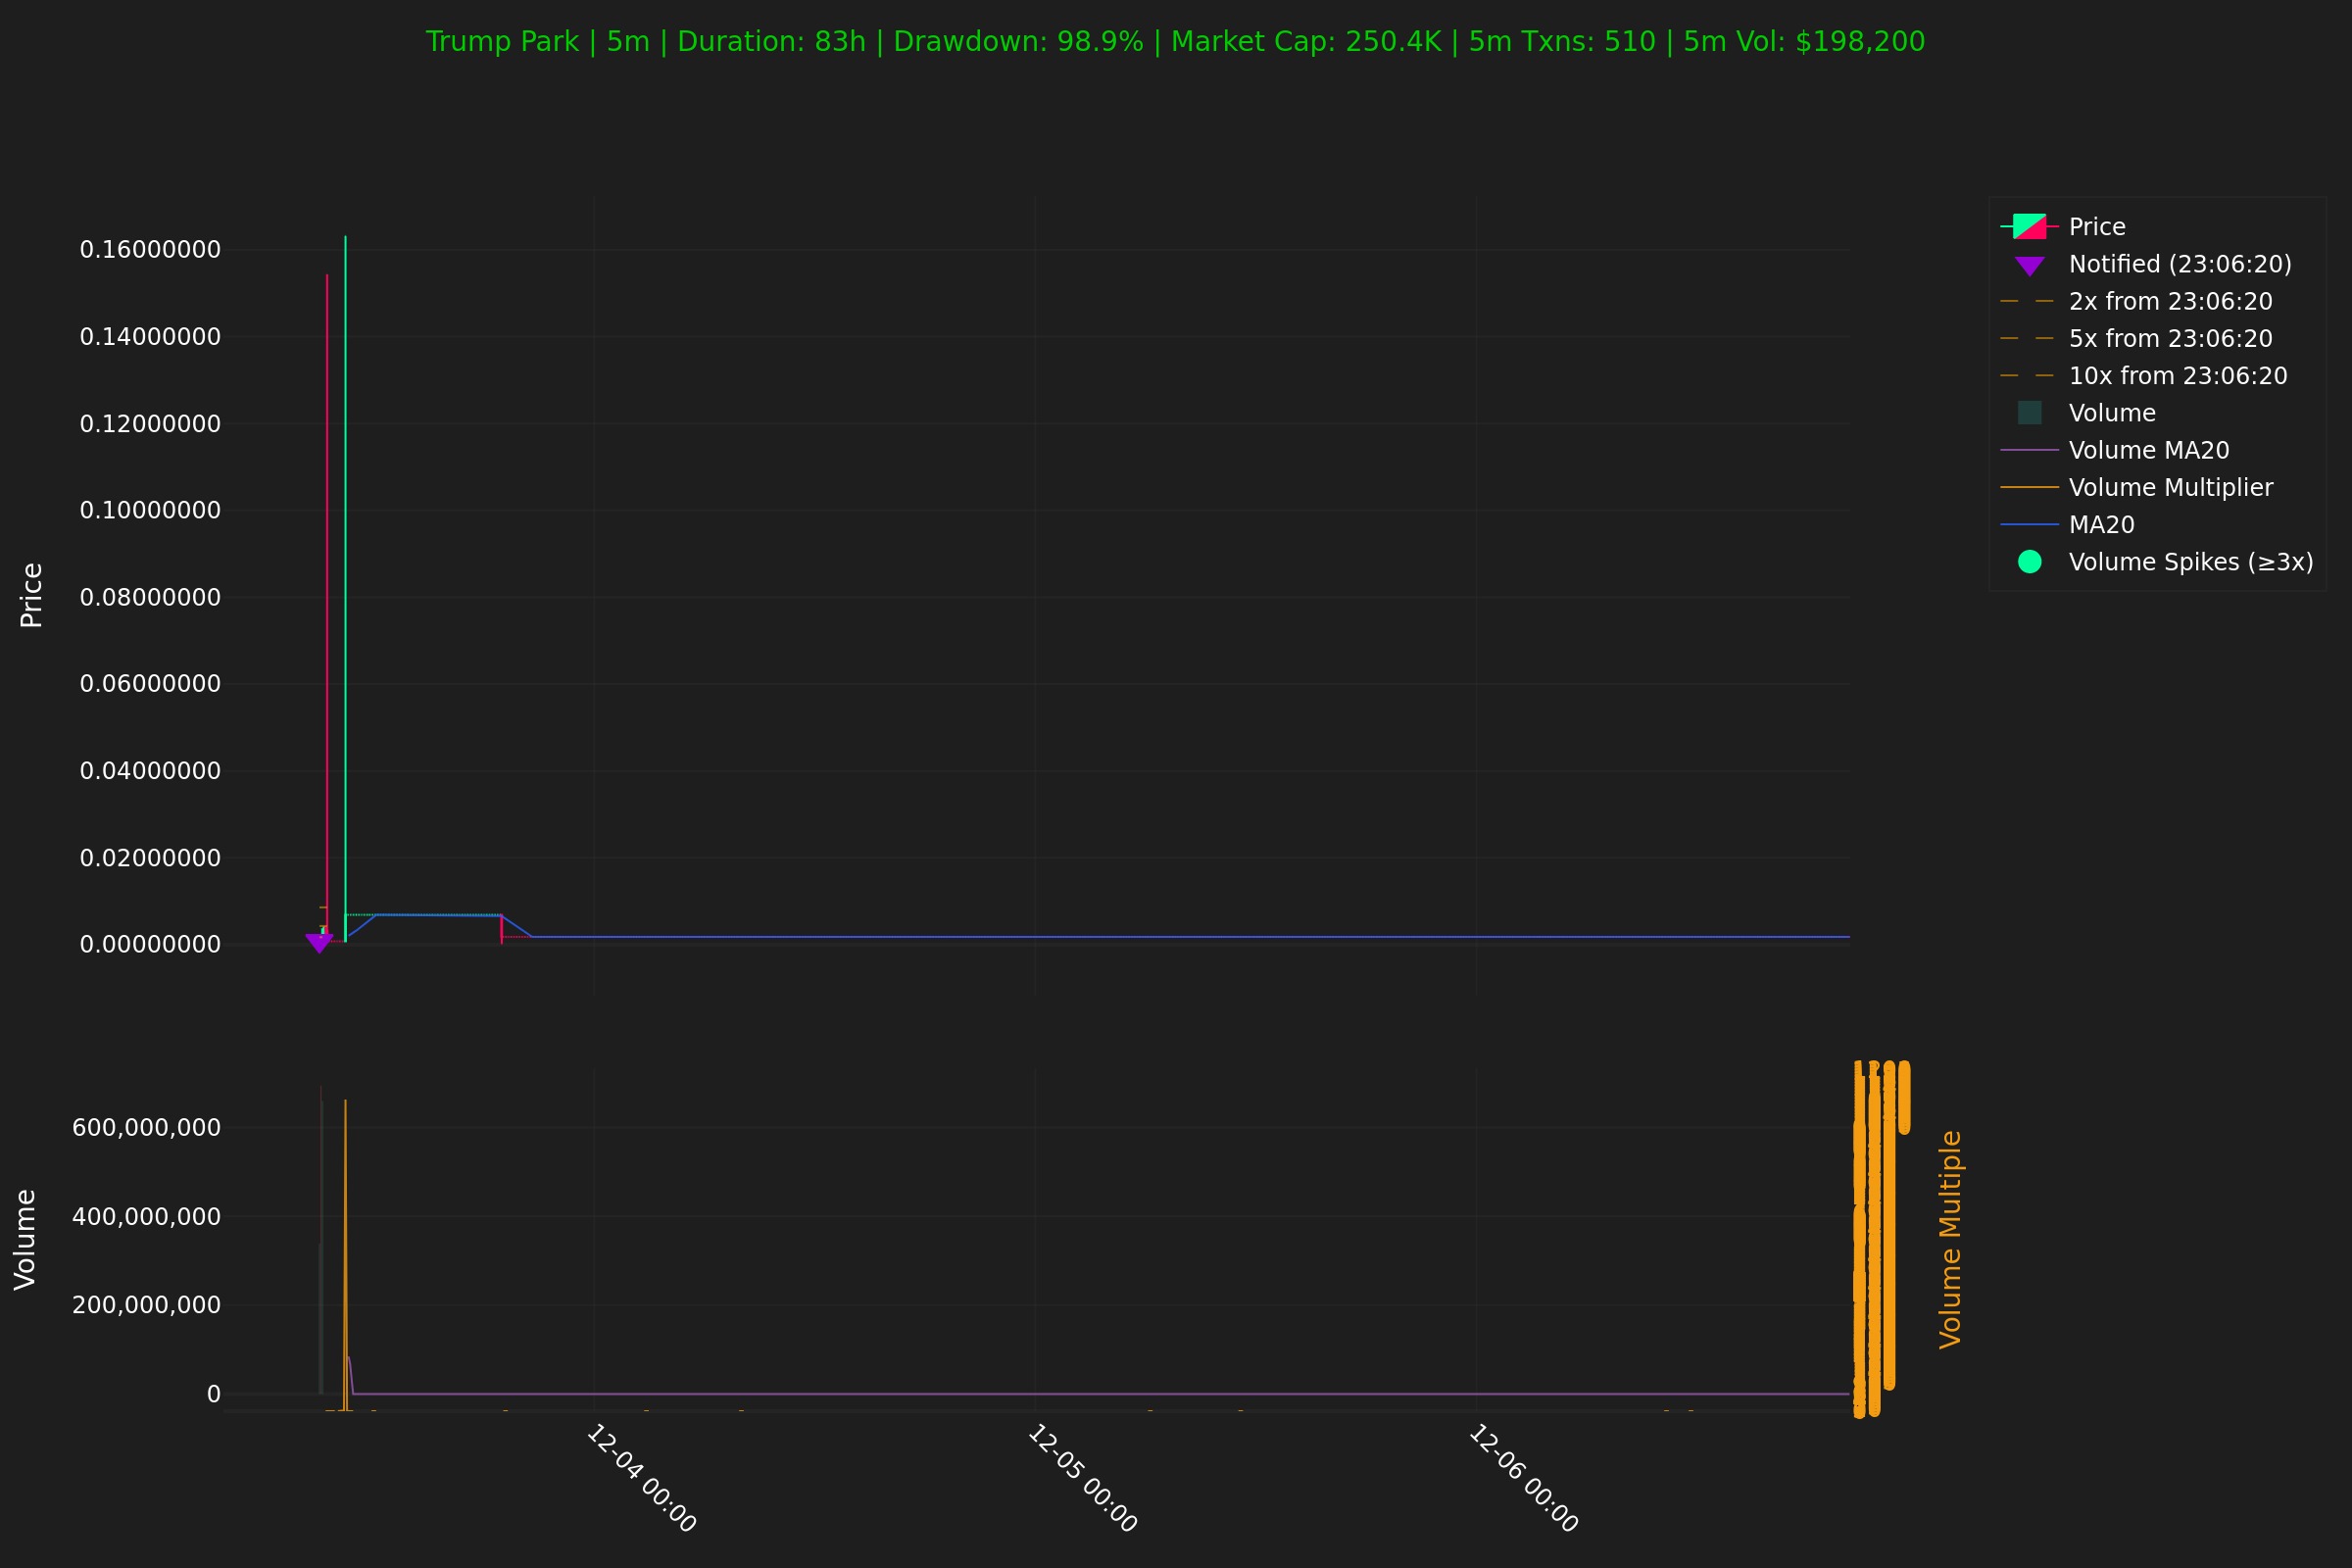 Trump Park | 5m | Duration: 83h | Drawdown: 98.9% | Market Cap: 250.4K | 5m Txns: 510 | 5m Vol: $198,200
Price
0.16000000
0.14000000
0.12000000
0.10000000
0.08000000
0.06000000
0.04000000
0.02000000
0.00000000
Price
Notified (23:06:20)
2x from 23:06:20
5x from 23:06:20
10x from 23:06:20
Volume
Volume MA20
Volume Multiplier
MA20
Volume Spikes (≥3x)
Volume
600,000,000
400,000,000
200,000,000
0
Volume Multiple
12-04 00:00
12-05 00:00
12-06 00:00